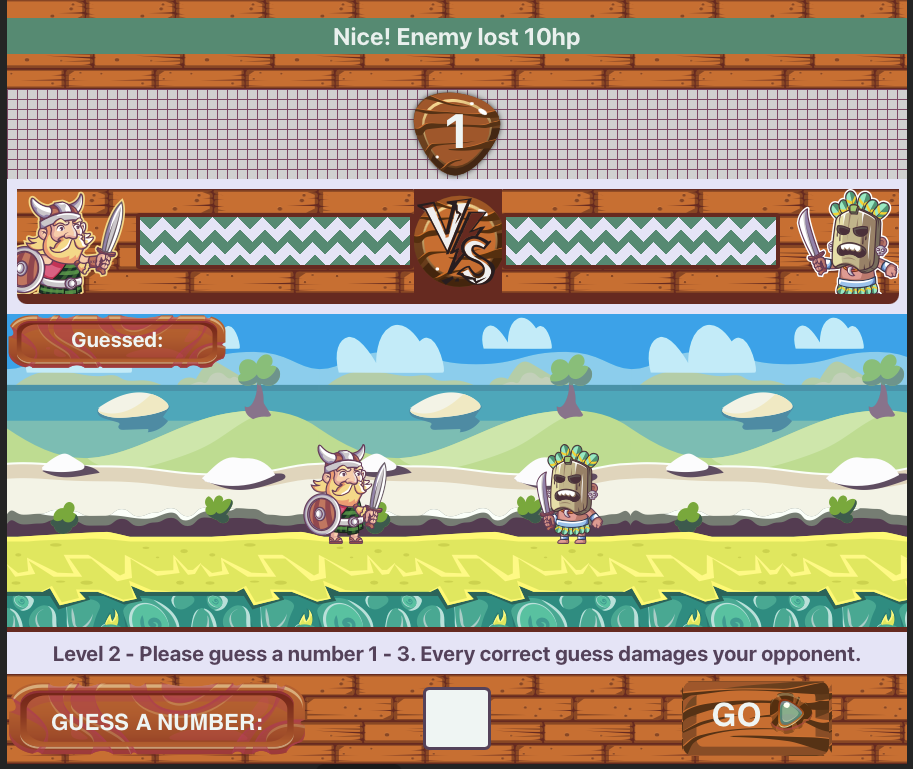 Nice! Enemy lost 10hp
1
VS
Guessed:
Level 2 - Please guess a number 1 - 3. Every correct guess damages your opponent.
GUESS A NUMBER:
GO